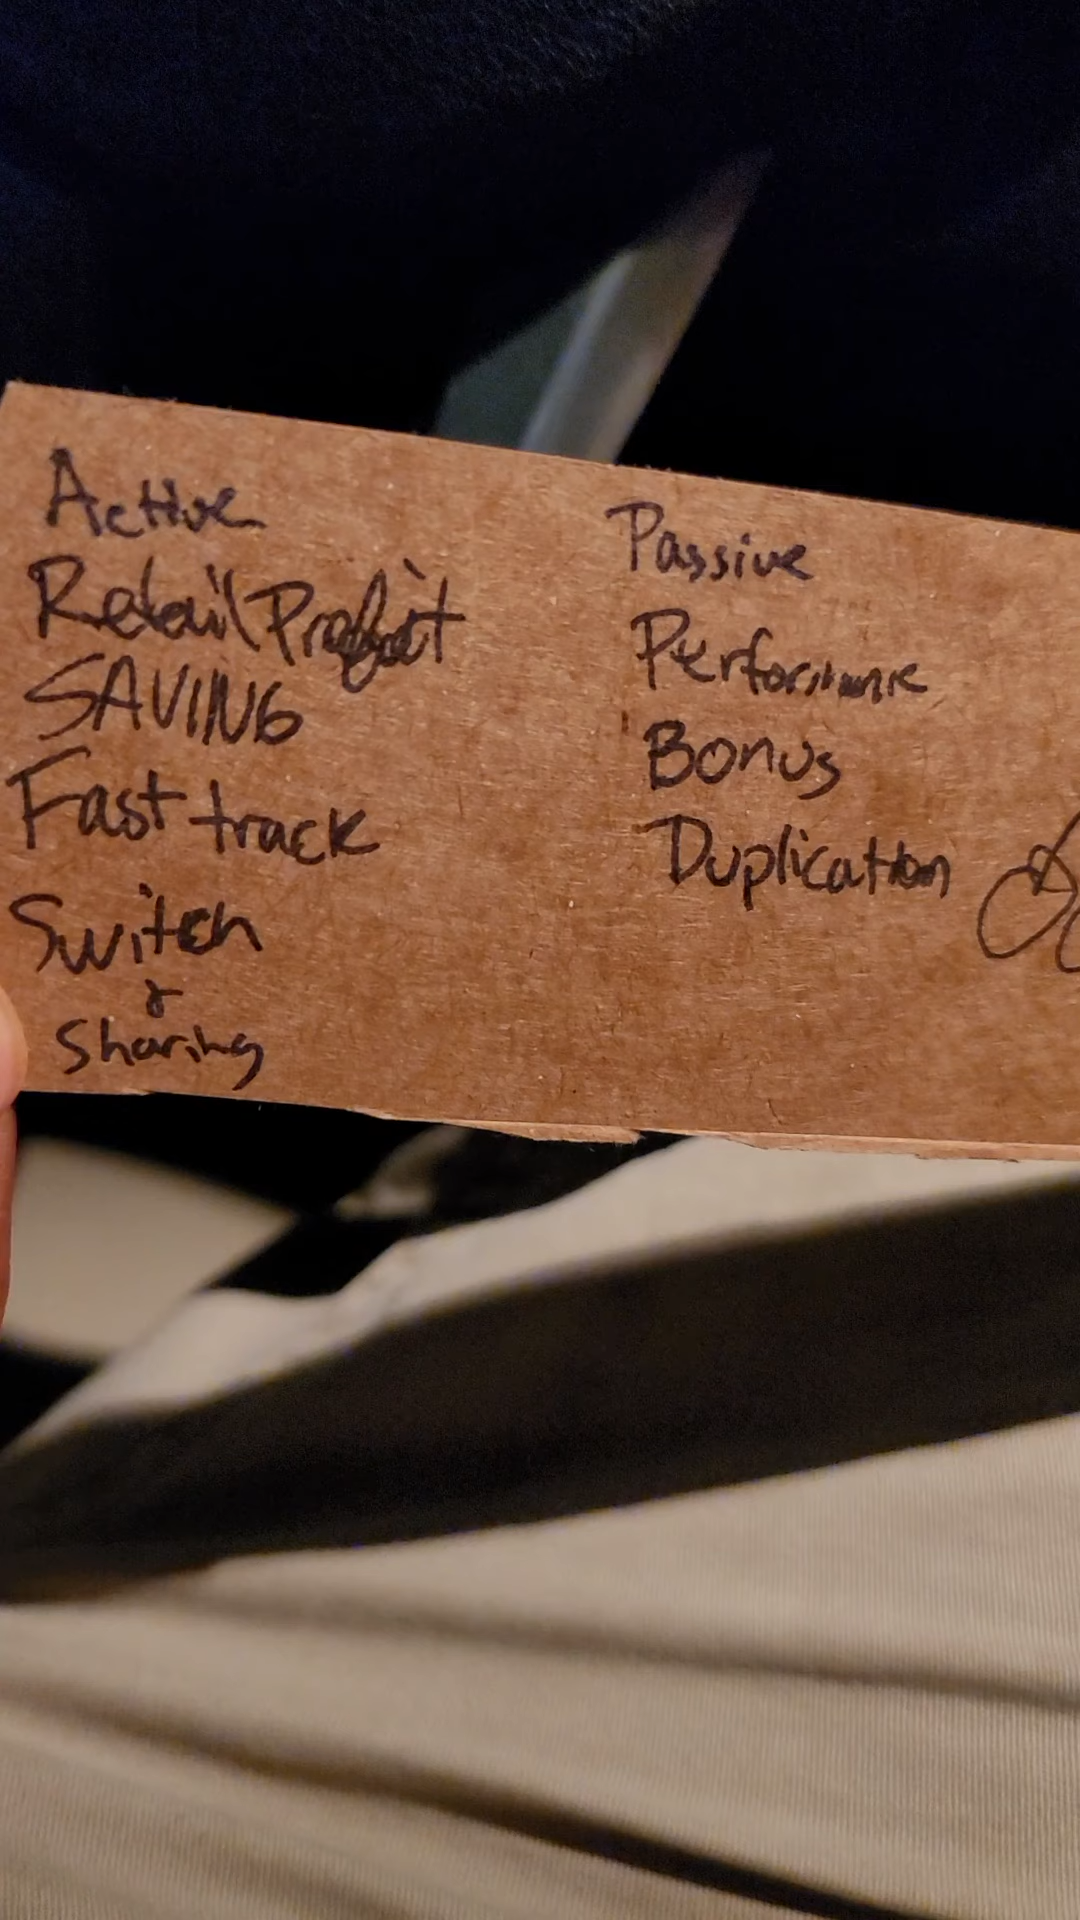 Active
Retail Profit
SAVING
Fast track
Switch
&
Sharing
Passive
Performance
Bonus
Duplication